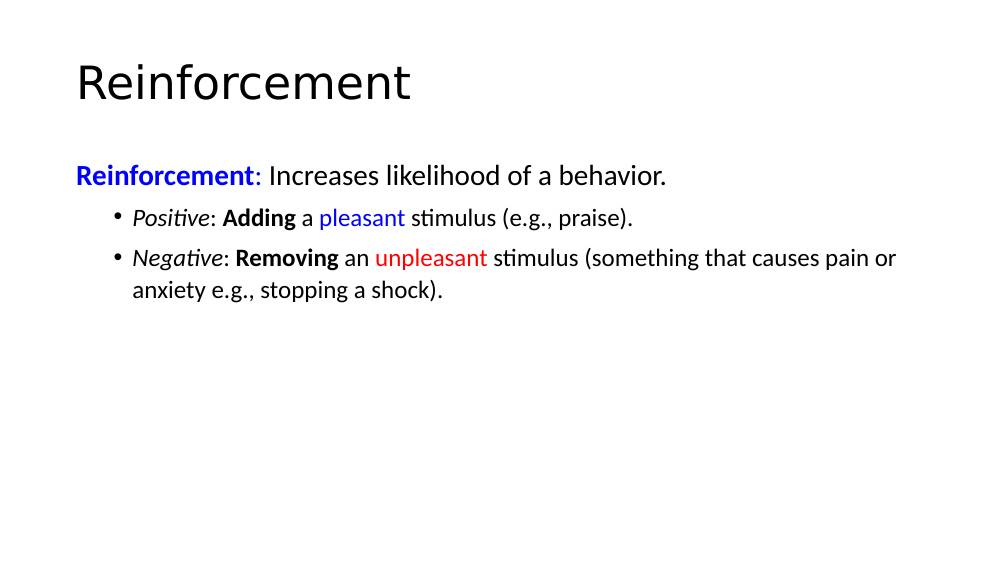 Reinforcement
Reinforcement: Increases likelihood of a behavior.
• Positive: Adding a pleasant stimulus (e.g., praise).
• Negative: Removing an unpleasant stimulus (something that causes pain or
anxiety e.g., stopping a shock).